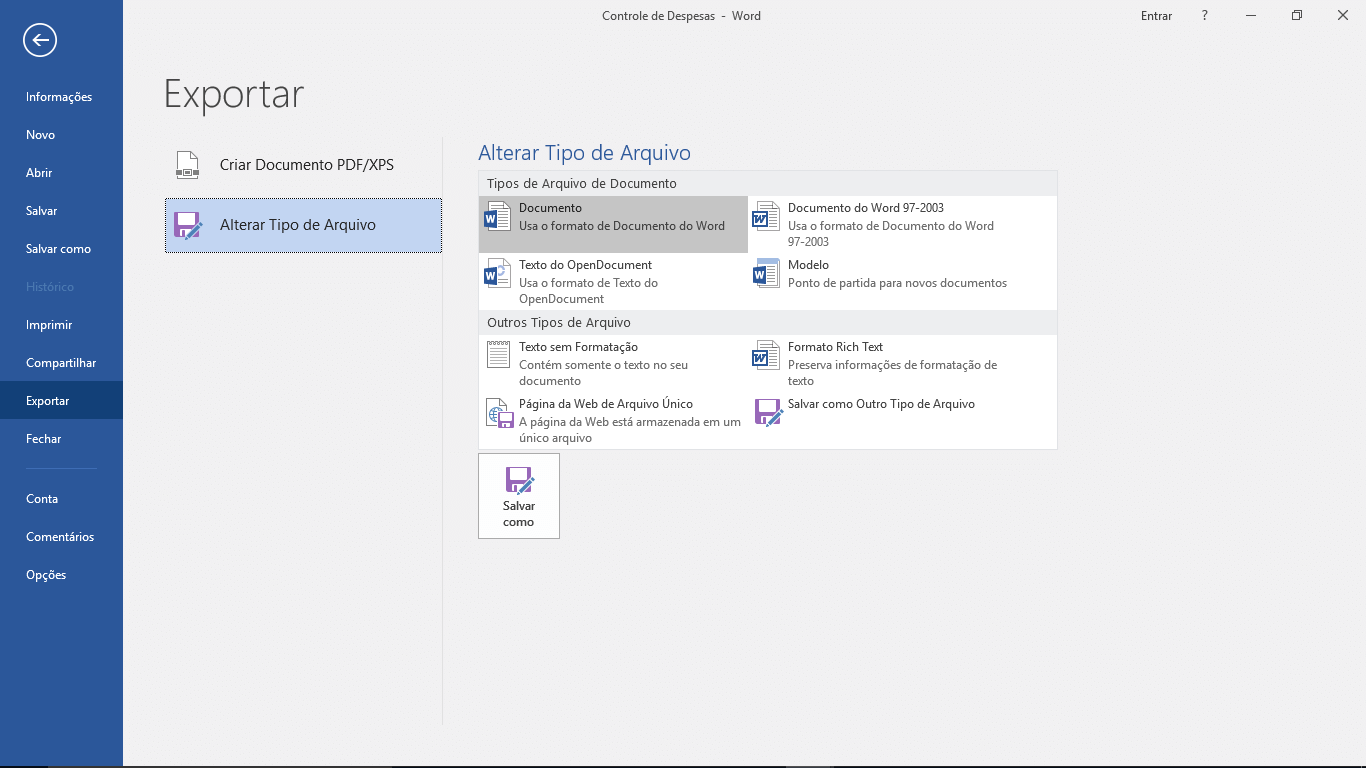 Controle de Despesas - Word
Entrar
?
Informações
Novo
Abrir
Salvar
Salvar como
Histórico
Imprimir
Compartilhar
Exportar
Fechar
Conta
Comentários
Opções
Exportar
Criar Documento PDF/XPS
Alterar Tipo de Arquivo
Alterar Tipo de Arquivo
Tipos de Arquivo de Documento
Documento
Usa o formato de Documento do Word
Documento do Word 97-2003
Usa o formato de Documento do Word
97-2003
Texto do OpenDocument
Usa o formato de Texto do
OpenDocument
Modelo
Ponto de partida para novos documentos
Outros Tipos de Arquivo
Texto sem Formatação
Contém somente o texto no seu
documento
Formato Rich Text
Preserva informações de formatação de
texto
Página da Web de Arquivo Único
A página da Web está armazenada em um
único arquivo
Salvar como Outro Tipo de Arquivo
Salvar
como